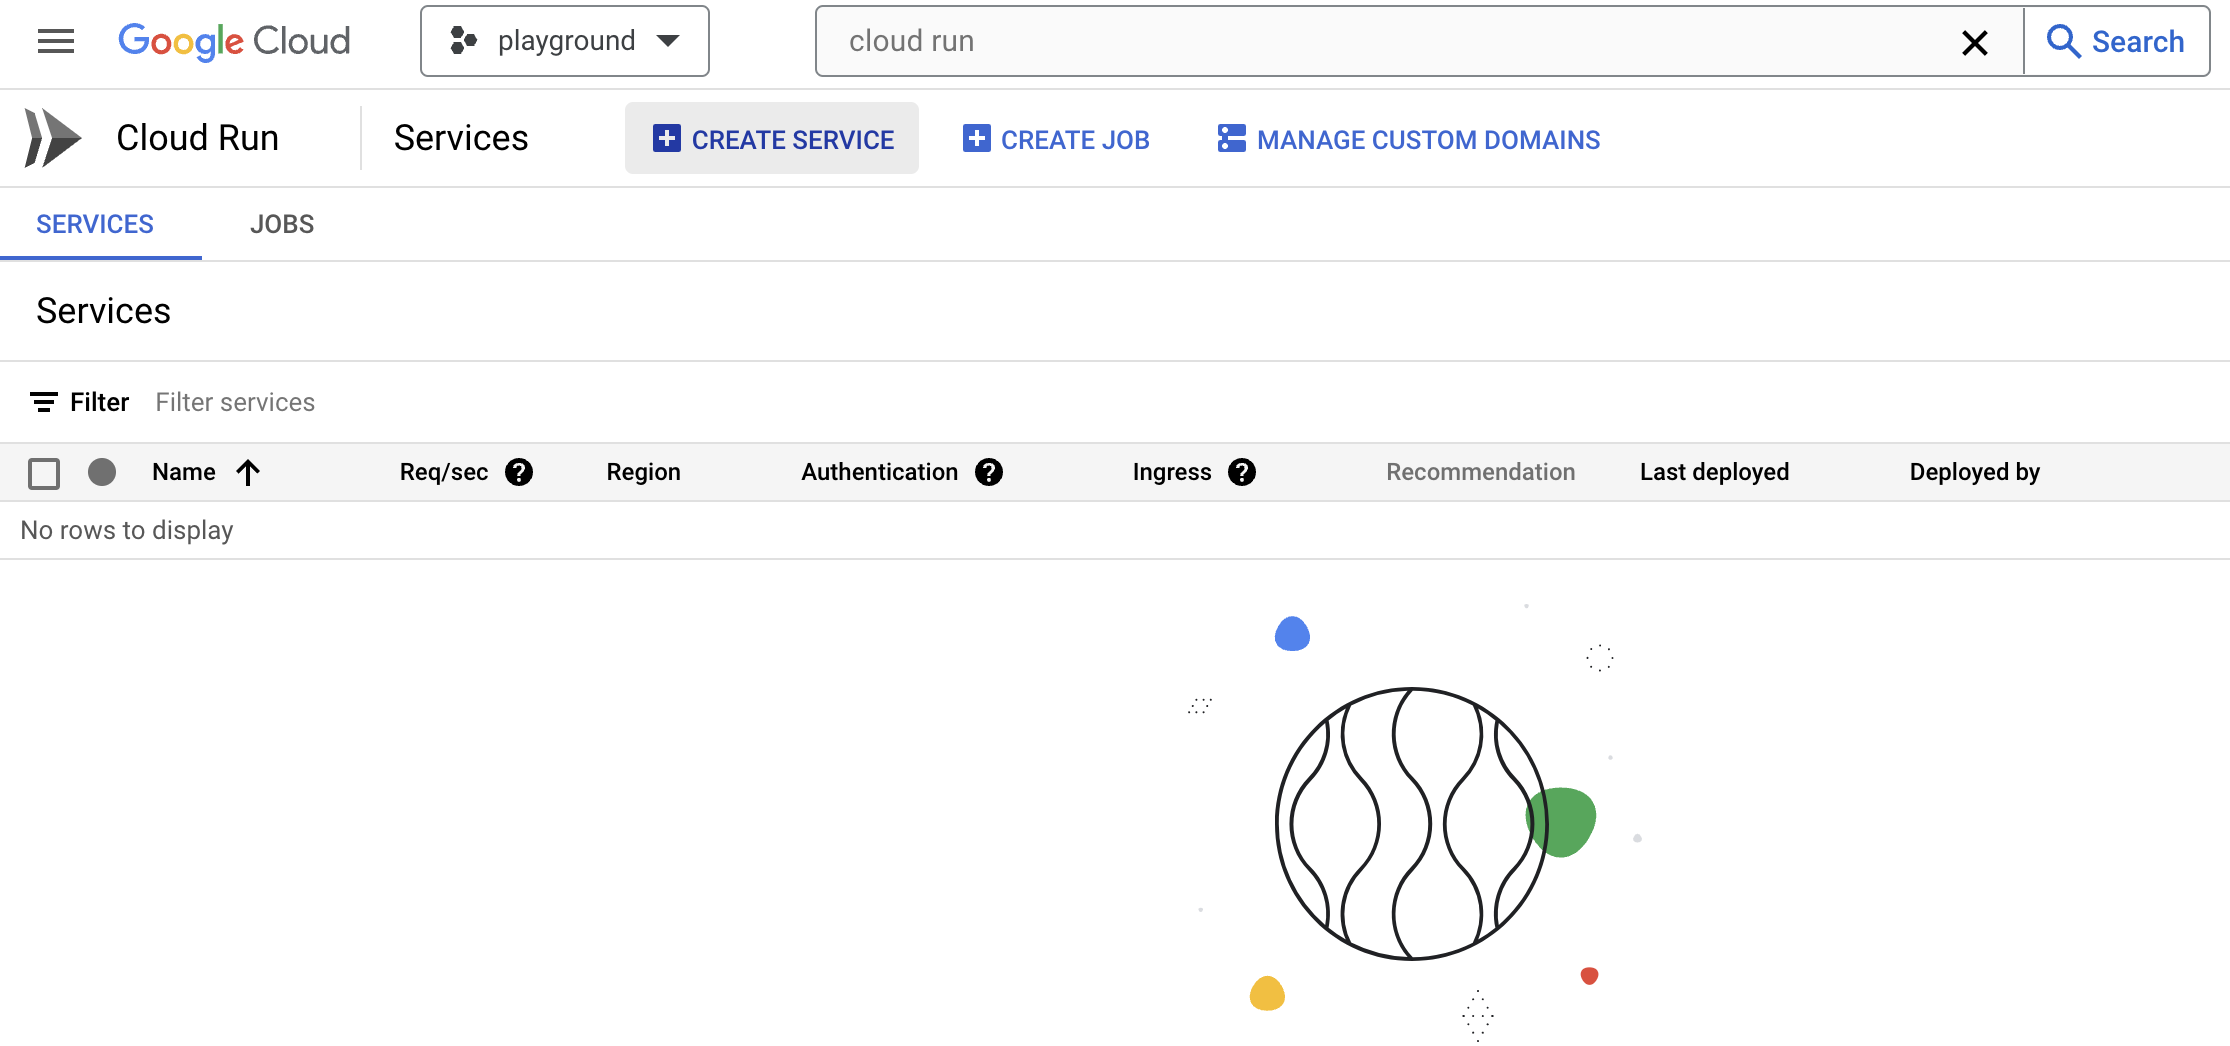 Google Cloud playground cloud run Search
Cloud Run Services CREATE SERVICE CREATE JOB MANAGE CUSTOM DOMAINS
SERVICES JOBS
Services
Filter Filter services
Name Req/sec Region Authentication Ingress Recommendation Last deployed Deployed by
No rows to display